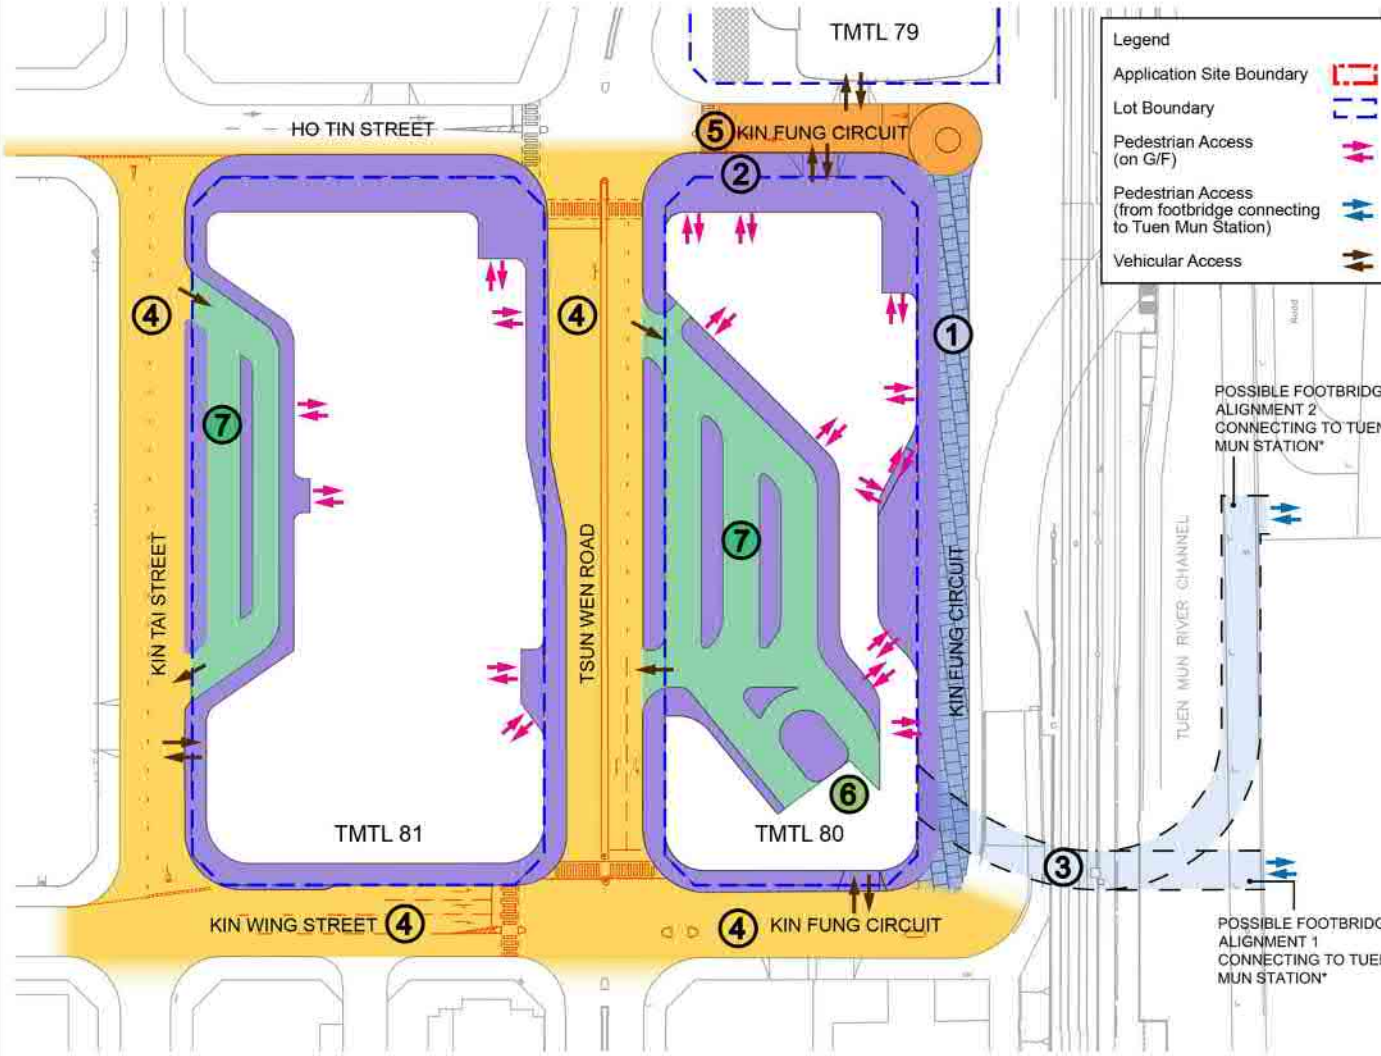 TMTL 79
Legend
Application Site Boundary
Lot Boundary
Pedestrian Access
(on G/F)
Pedestrian Access
(from footbridge connecting
to Tuen Mun Station)
Vehicular Access
HO TIN STREET
5
KIN FUNG CIRCUIT
2
4
4
1
7
7
POSSIBLE FOOTBRIDG
ALIGNMENT 2
CONNECTING TO TUEN
MUN STATION*
KIN TAI STREET
TSUN WEN ROAD
KIN FUNG CIRCUIT
TUEN MUN RIVER CHANNEL
6
TMTL 81
TMTL 80
3
KIN WING STREET
4
4
KIN FUNG CIRCUIT
POSSIBLE FOOTBRIDG
ALIGNMENT 1
CONNECTING TO TUE
MUN STATION*